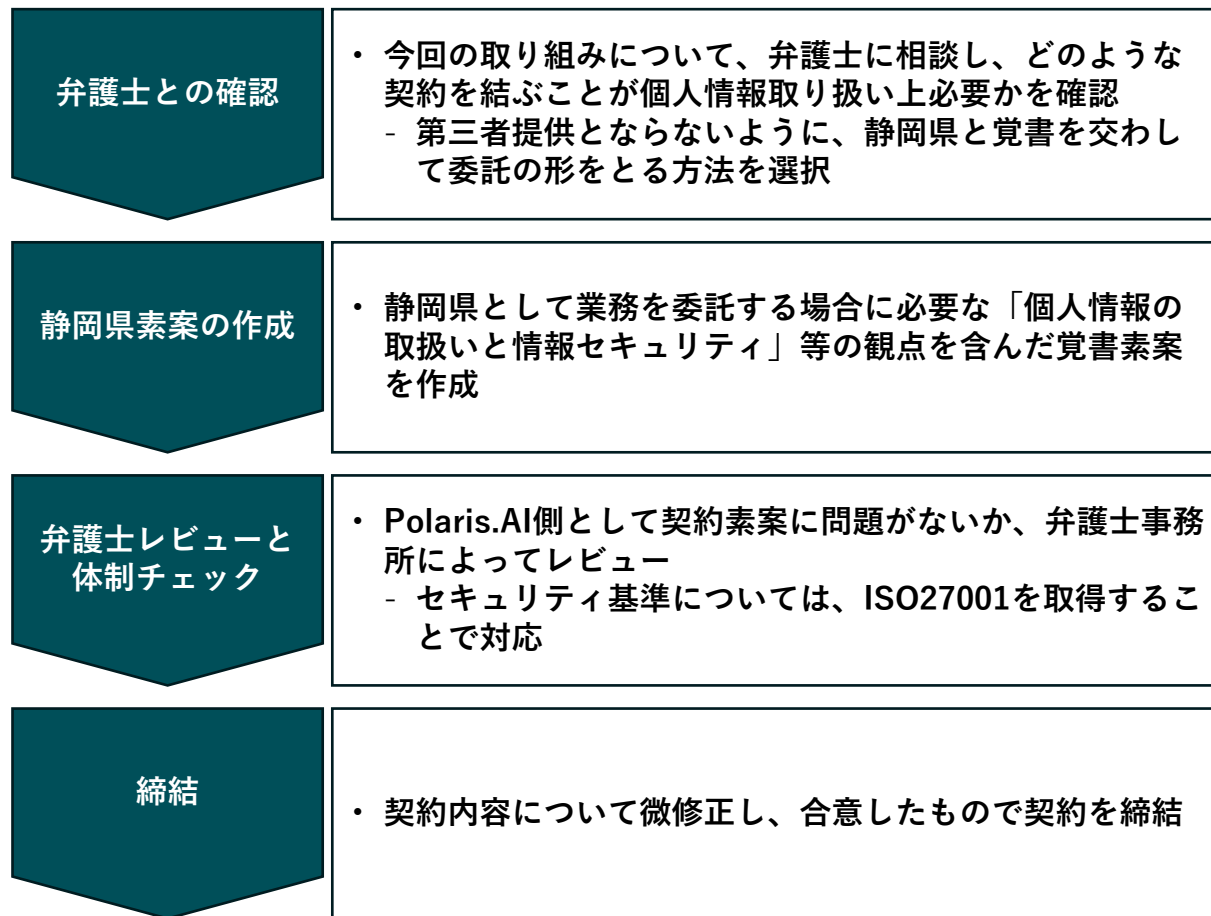 弁護士との確認
・ 今回の取り組みについて、弁護士に相談し、どのような
契約を結ぶことが個人情報取り扱い上必要かを確認
- 第三者提供とならないように、静岡県と覚書を交わし
て委託の形をとる方法を選択
静岡県素案の作成
・ 静岡県として業務を委託する場合に必要な「個人情報の
取扱いと情報セキュリティ」等の観点を含んだ覚書素案
を作成
弁護士レビューと
体制チェック
・ Polaris.AI側として契約素案に問題がないか、弁護士事務
所によってレビュー
- セキュリティ基準については、ISO27001を取得するこ
とで対応
締結
・ 契約内容について微修正し、合意したもので契約を締結